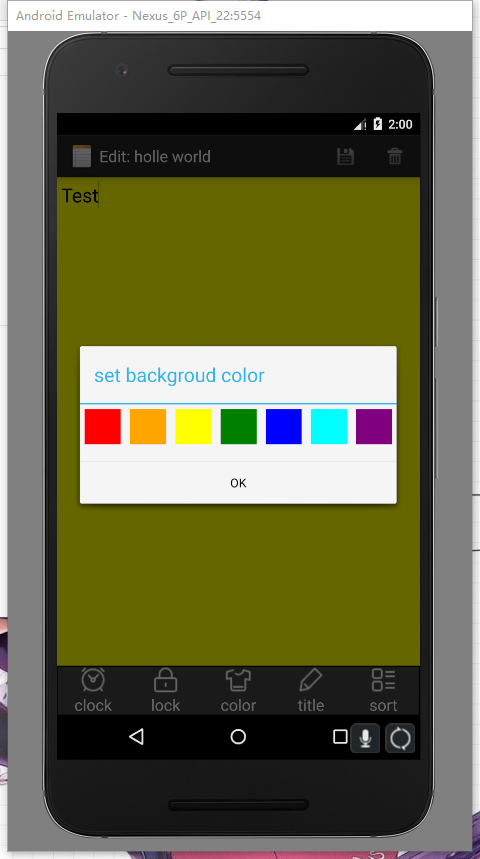 Android Emulator - Nexus_6P_API_22:5554
2:00
Edit: holle world
Test
set backgroud color
OK
clock lock color title sort